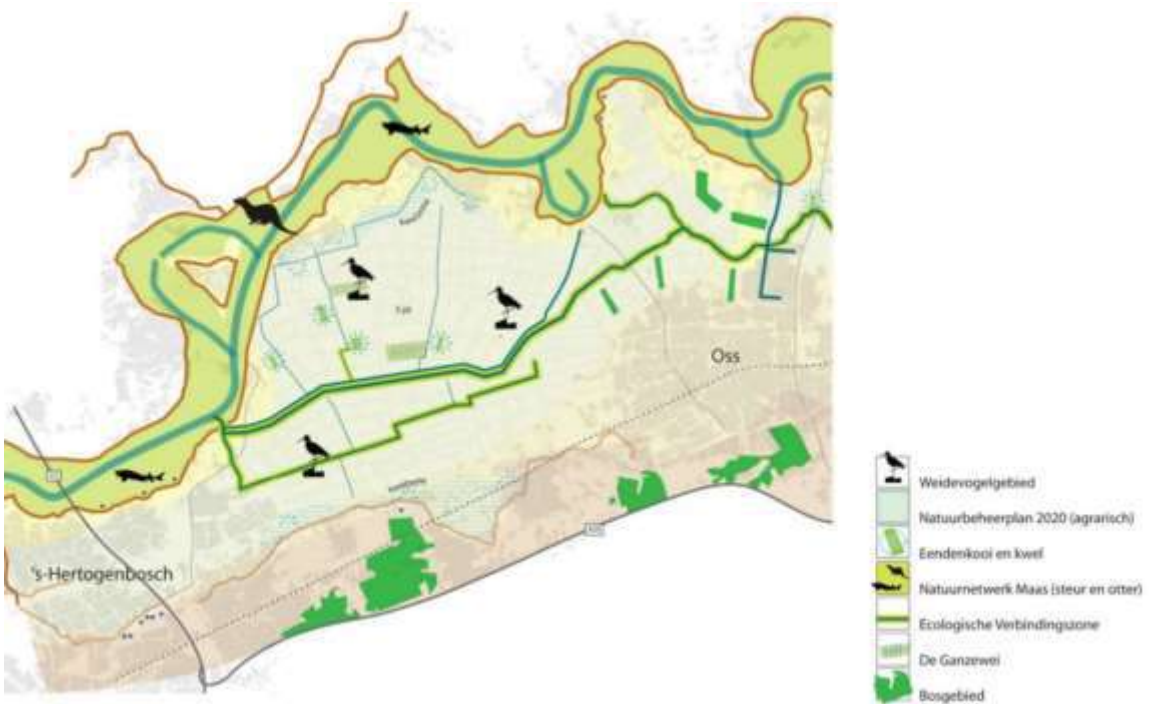 Oss
's-Hertogenbosch
Weidevogelgebied
Natuurbeheerplan 2020 (agrarisch)
Eendenkooi en kwel
Natuurnetwerk Maas (steur en otter)
Ecologische Verbindingszone
De Ganzewei
Bosgebied